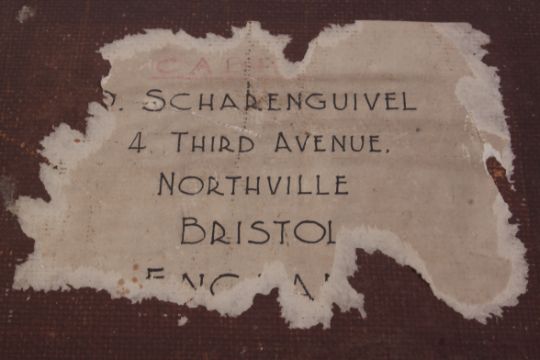 SCHARENGUIVEL
4 THIRD AVENUE.
NORTHVILLE
BRISTOL